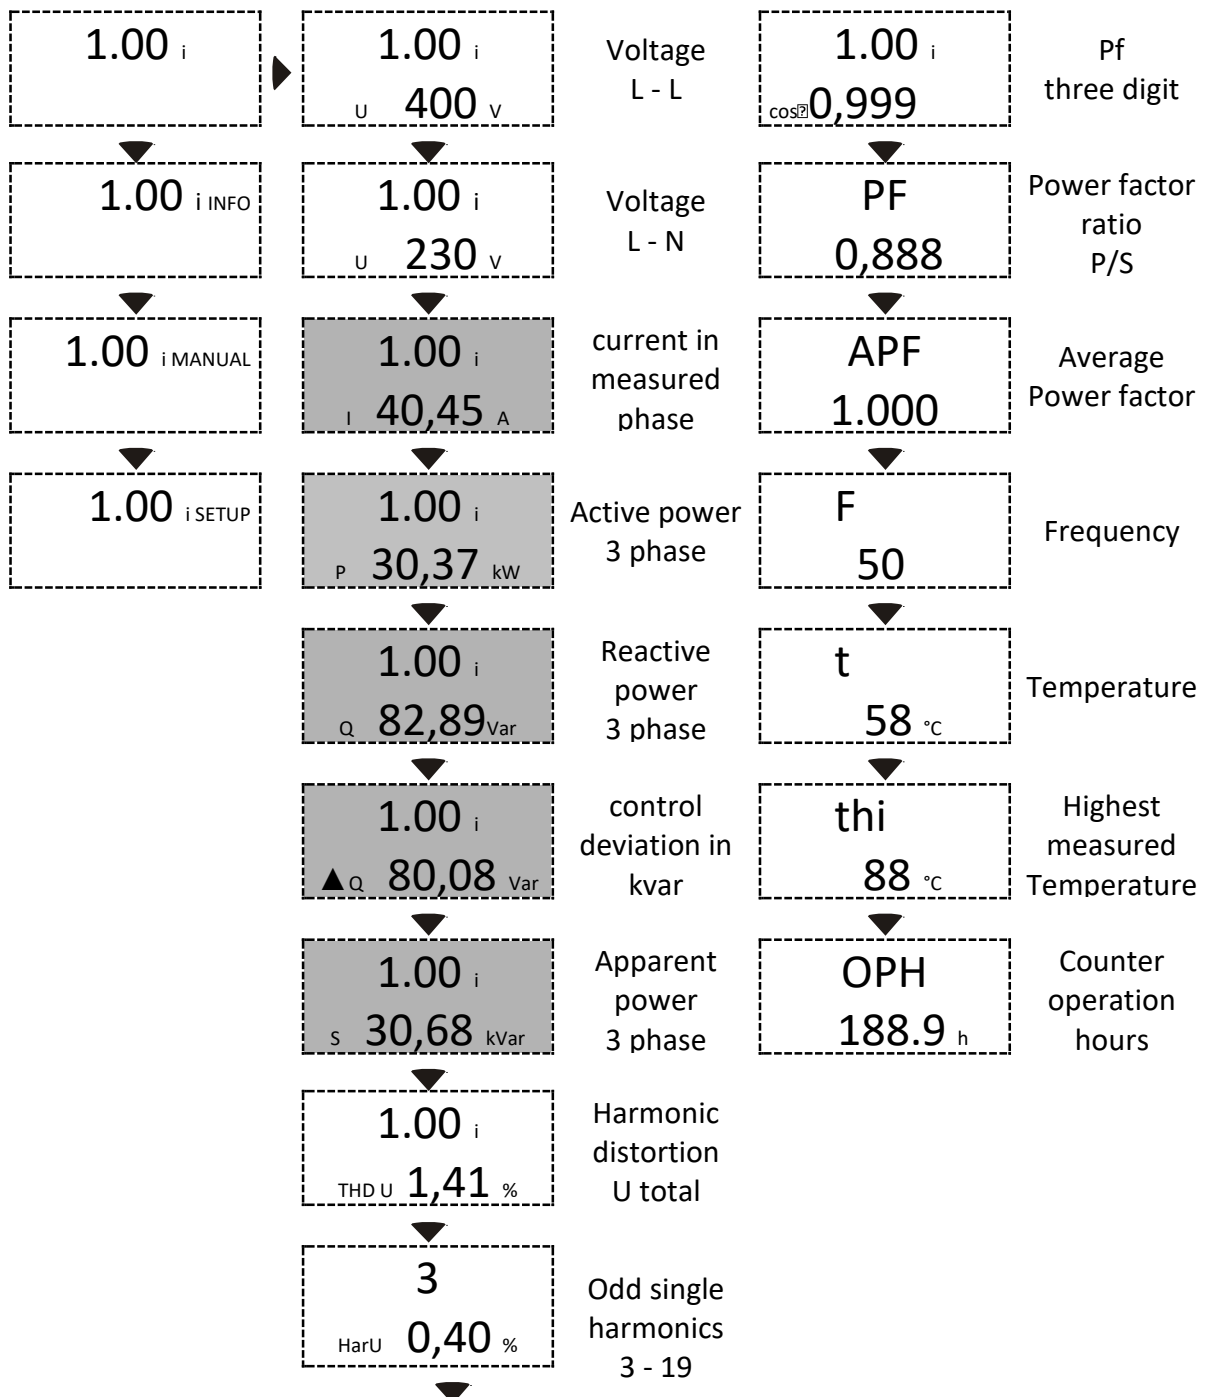 1.00 i
1.00 i INFO
1.00 i MANUAL
1.00 i SETUP
1.00 i
U 400 V
Voltage
L - L
1.00 i
U 230 V
Voltage
L - N
1.00 i
I 40,45 A
current in
measured
phase
1.00 i
P 30,37 kW
Active power
3 phase
1.00 i
Q 82,89 Var
Reactive
power
3 phase
1.00 i
▲ Q 80,08 Var
control
deviation in
kvar
1.00 i
S 30,68 kVar
Apparent
power
3 phase
1.00 i
THD U 1,41 %
Harmonic
distortion
U total
3
HarU 0,40 %
Odd single
harmonics
3 - 19
1.00 i
cos⍰ 0,999
Pf
three digit
PF
0,888
Power factor
ratio
P/S
APF
1.000
Average
Power factor
F
50
Frequency
t
58 °C
Temperature
thi
88 °C
Highest
measured
Temperature
OPH
188.9 h
Counter
operation
hours